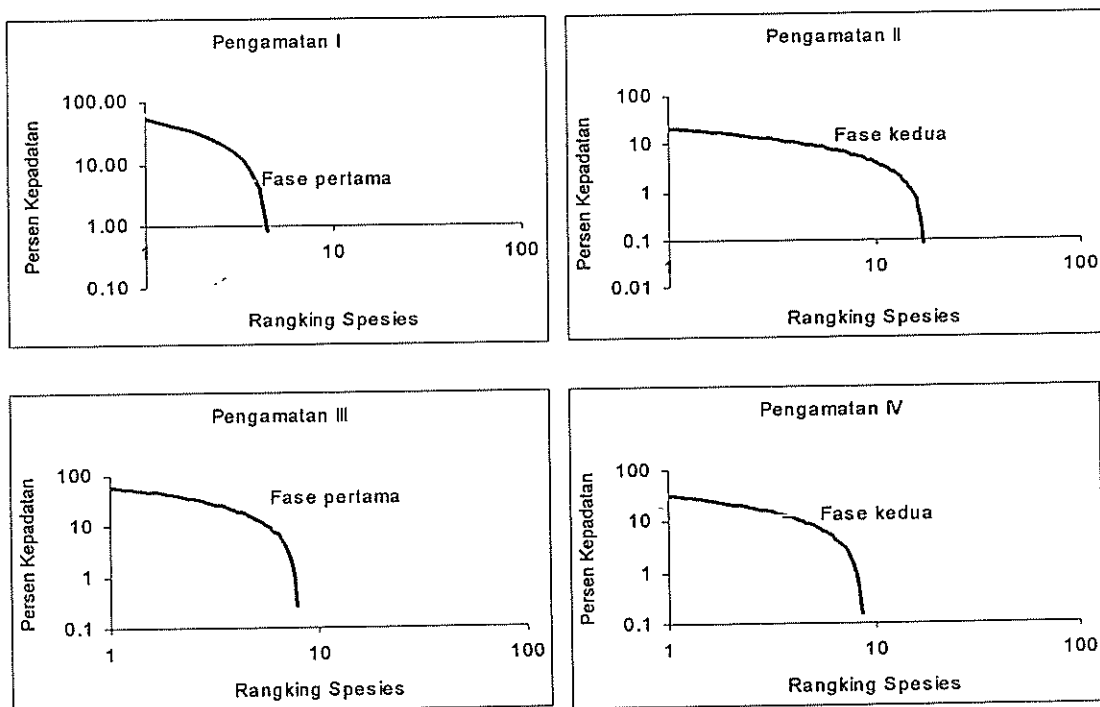 Pengamatan I
Persen Kepadatan
100.00
10.00
1.00
0.10
Fase pertama
1
10
100
Rangking Spesies
Pengamatan II
Persen Kepadatan
100
10
1
0.1
0.01
Fase kedua
1
10
100
Rangking Spesies
Pengamatan III
Persen Kepadatan
100
10
1
0.1
Fase pertama
1
10
100
Rangking Spesies
Pengamatan IV
Persen Kepadatan
100
10
1
0.1
Fase kedua
1
10
100
Rangking Spesies